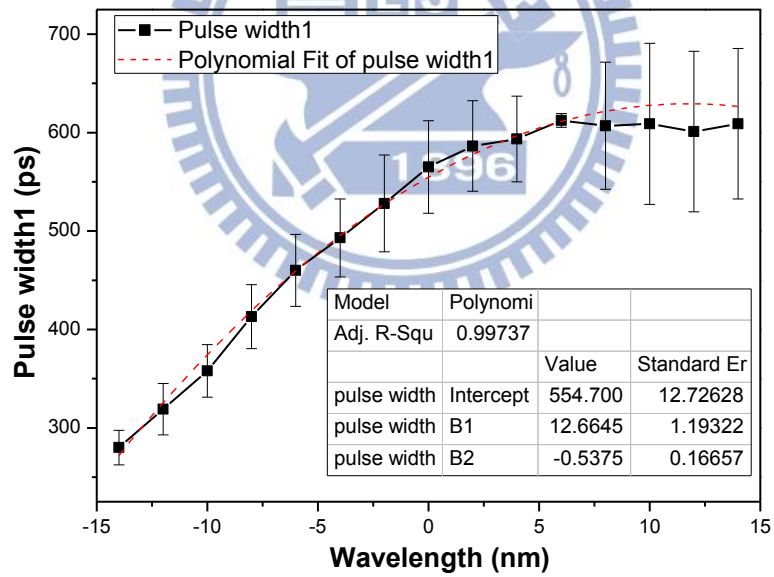 700
600
500
400
300
Pulse width1 (ps)
Pulse width1
Polynomial Fit of pulse width1
1896
Model Polynomi
Adj. R-Squ 0.99737
Value Standard Er
pulse width Intercept 554.700 12.72628
pulse width B1 12.6645 1.19322
pulse width B2 -0.5375 0.16657
-15 -10 -5 0 5 10 15
Wavelength (nm)